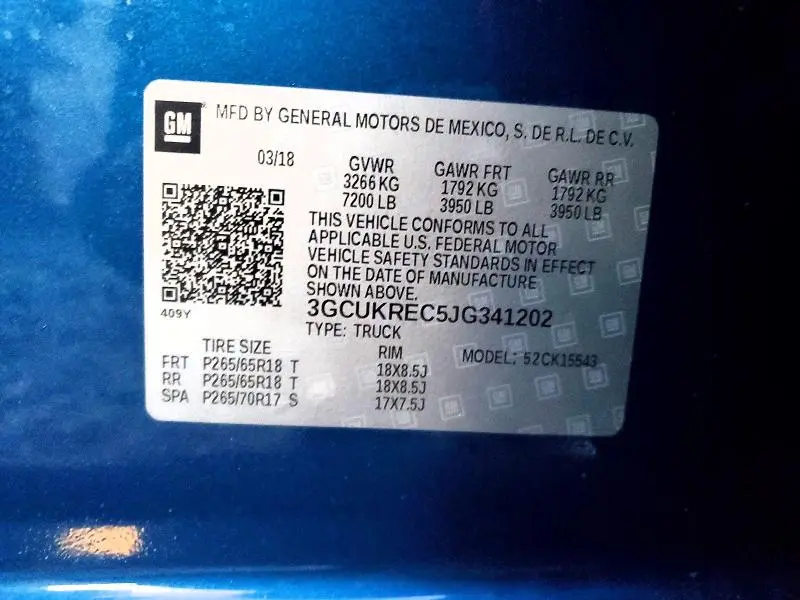 GM MFD BY GENERAL MOTORS DE MEXICO, S. DE R.L. DE C.V.
03/18 GVWR GAWR FRT GAWR RR
3266 KG 1792 KG 1792 KG
7200 LB 3950 LB 3950 LB
THIS VEHICLE CONFORMS TO ALL
APPLICABLE U.S. FEDERAL MOTOR
VEHICLE SAFETY STANDARDS IN EFFECT
ON THE DATE OF MANUFACTURE
SHOWN ABOVE.
409Y
3GCUKREC5JG341202
TYPE: TRUCK
TIRE SIZE RIM MODEL: 52CK15543
FRT P265/65R18 T 18X8.5J
RR P265/65R18 T 18X8.5J
SPA P265/70R17 S 17X7.5J